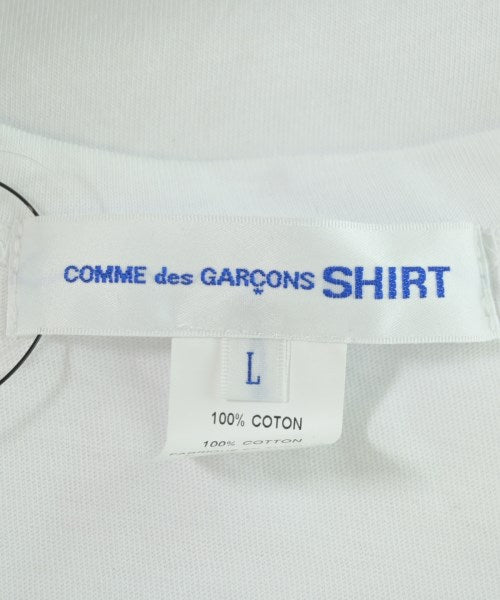 COMME des GARÇONS SHIRT
L
100% COTON
100% COTTON